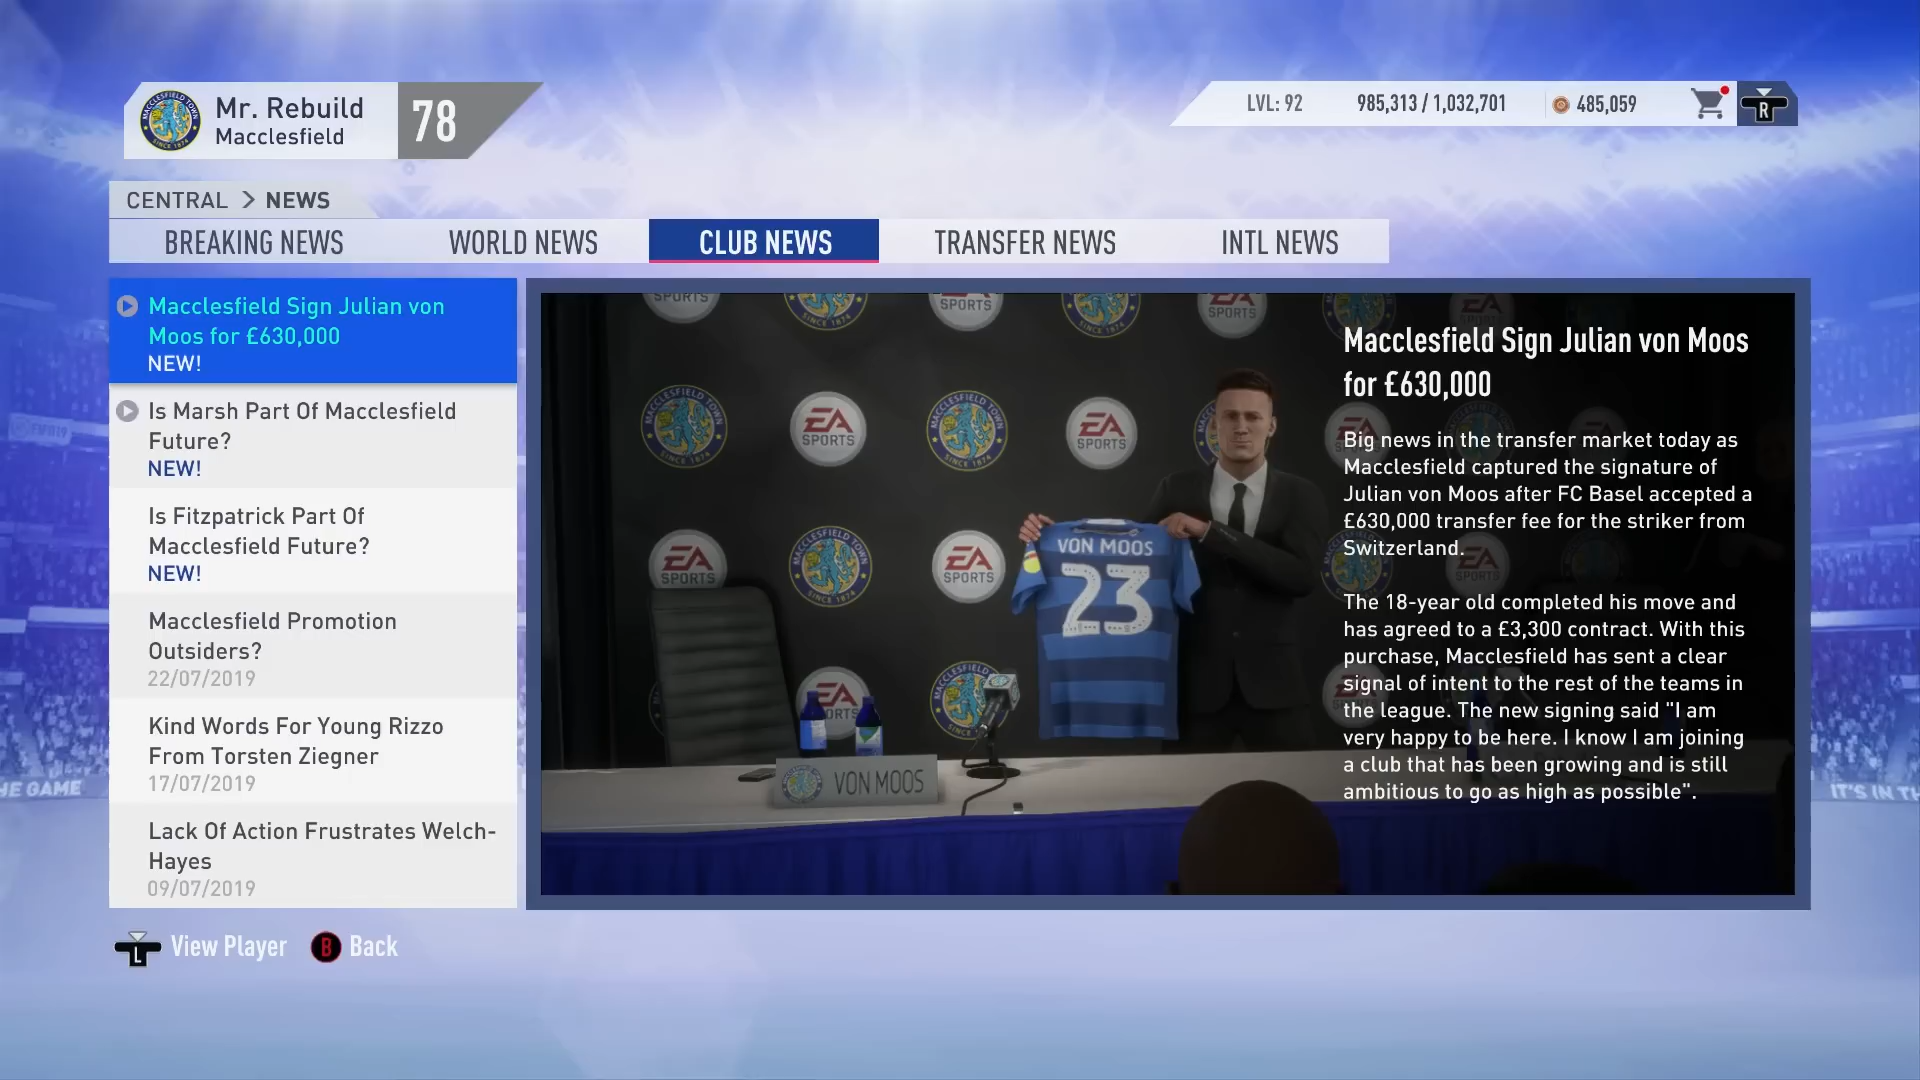 Mr. Rebuild
Macclesfield
78
LVL: 92
985,313 / 1,032,701
485,059
R
CENTRAL > NEWS
BREAKING NEWS
WORLD NEWS
CLUB NEWS
TRANSFER NEWS
INTL NEWS
Macclesfield Sign Julian von
Moos for £630,000
NEW!
Is Marsh Part Of Macclesfield
Future?
NEW!
Is Fitzpatrick Part Of
Macclesfield Future?
NEW!
Macclesfield Promotion
Outsiders?
22/07/2019
Kind Words For Young Rizzo
From Torsten Ziegner
17/07/2019
Lack Of Action Frustrates Welch-
Hayes
09/07/2019
EA
SPORTS
MACCLESFIELD TOWN
SINCE 1874
VON MOOS
23
VON MOOS
Macclesfield Sign Julian von Moos
for £630,000
Big news in the transfer market today as
Macclesfield captured the signature of
Julian von Moos after FC Basel accepted a
£630,000 transfer fee for the striker from
Switzerland.
The 18-year old completed his move and
has agreed to a £3,300 contract. With this
purchase, Macclesfield has sent a clear
signal of intent to the rest of the teams in
the league. The new signing said "I am
very happy to be here. I know I am joining
a club that has been growing and is still
ambitious to go as high as possible".
L View Player
B Back